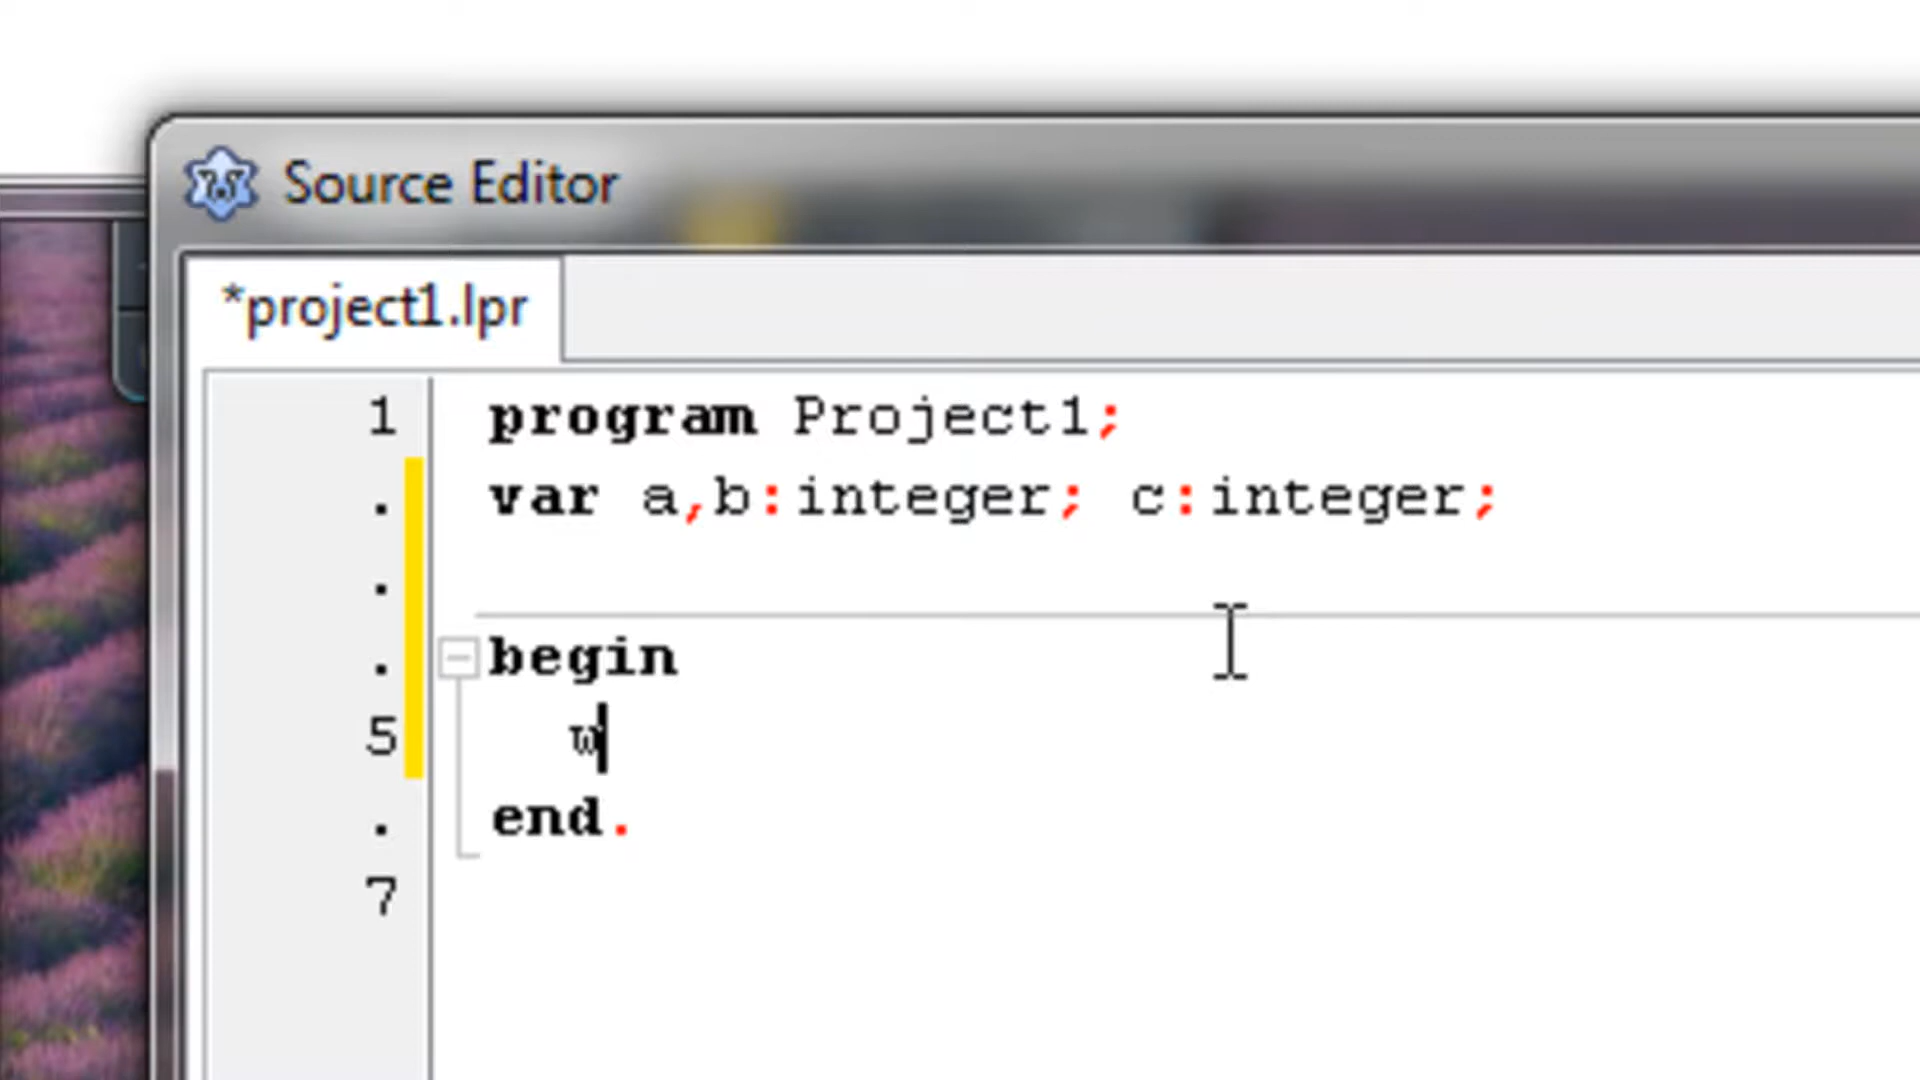 Source Editor
*project1.lpr
1 program Project1;
. var a,b:integer; c:integer;
.
. begin
5 w
. end.
7